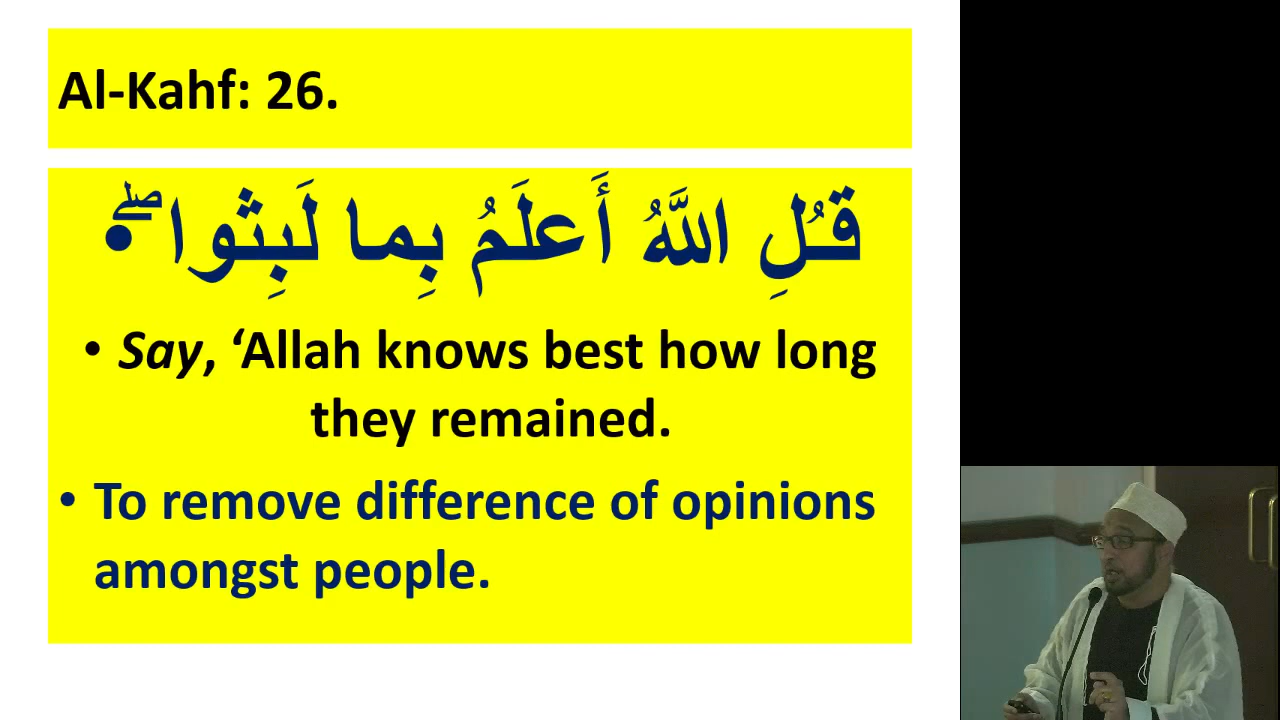 Al-Kahf: 26.
قُلِ اللَّهُ أَعلَمُ بِما لَبِثوا ۖ •
• Say, ‘Allah knows best how long
they remained.
• To remove difference of opinions
amongst people.